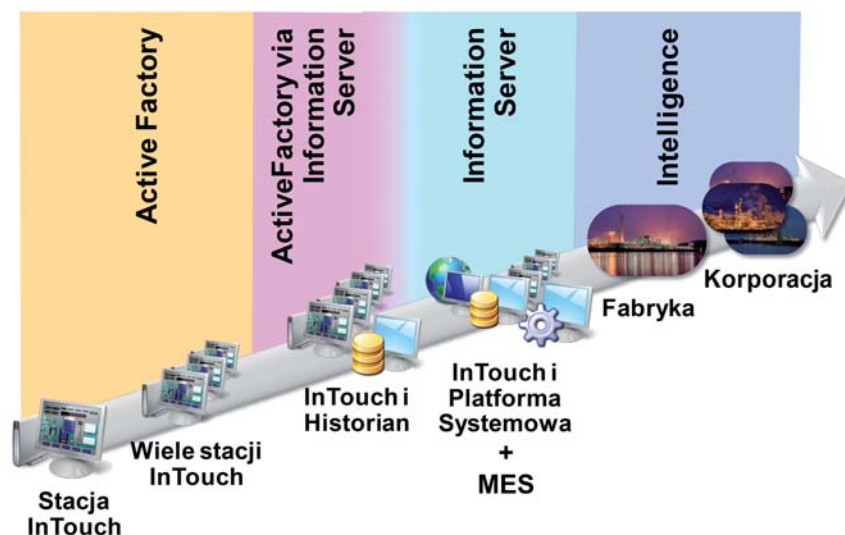 Active Factory
ActiveFactory via
Information
Server
Information
Server
Intelligence
Stacja
InTouch
Wiele stacji
InTouch
InTouch i
Historian
InTouch i
Platforma
Systemowa
+
MES
Fabryka
Korporacja